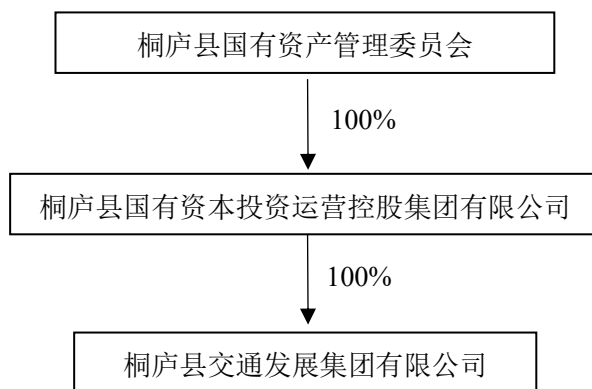 桐庐县国有资产管理委员会
100%
桐庐县国有资本投资运营控股集团有限公司
100%
桐庐县交通发展集团有限公司